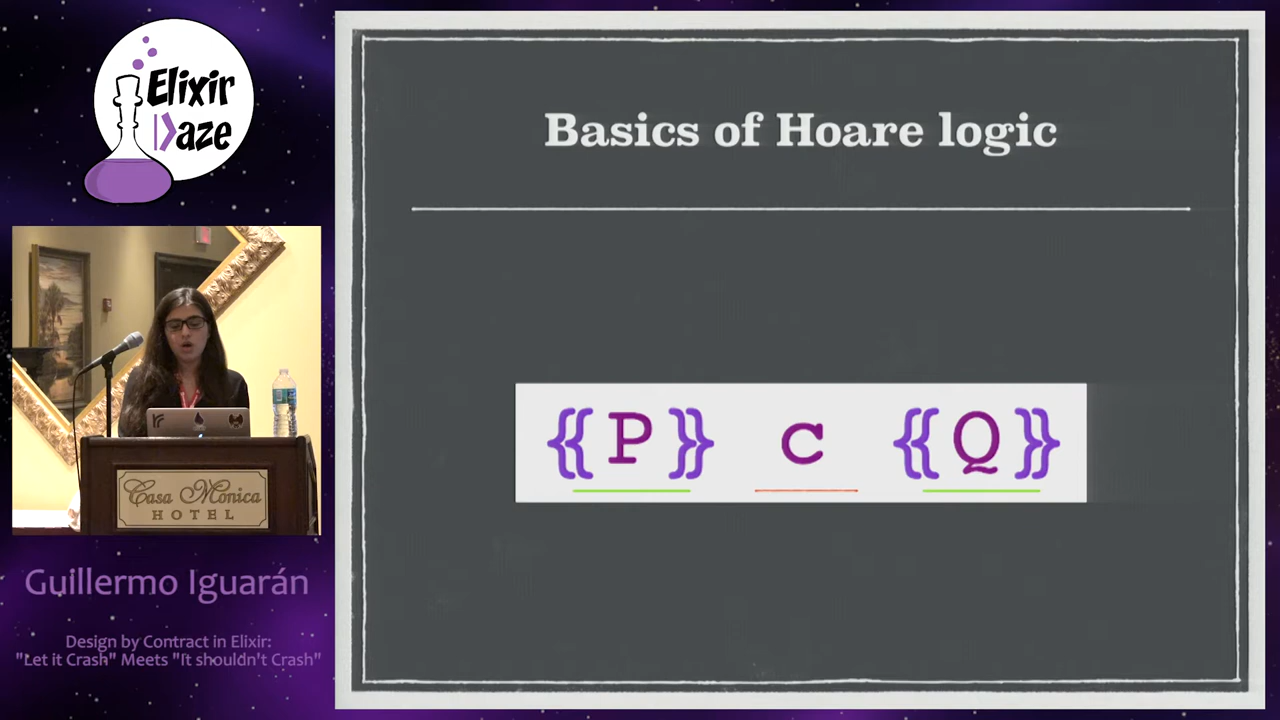 Elixir
|>aze
Casa Monica
HOTEL
Guillermo Iguarán
Design by Contract in Elixir:
"Let it Crash" Meets "It shouldn't Crash"
Basics of Hoare logic
{{ P }} c {{ Q }}